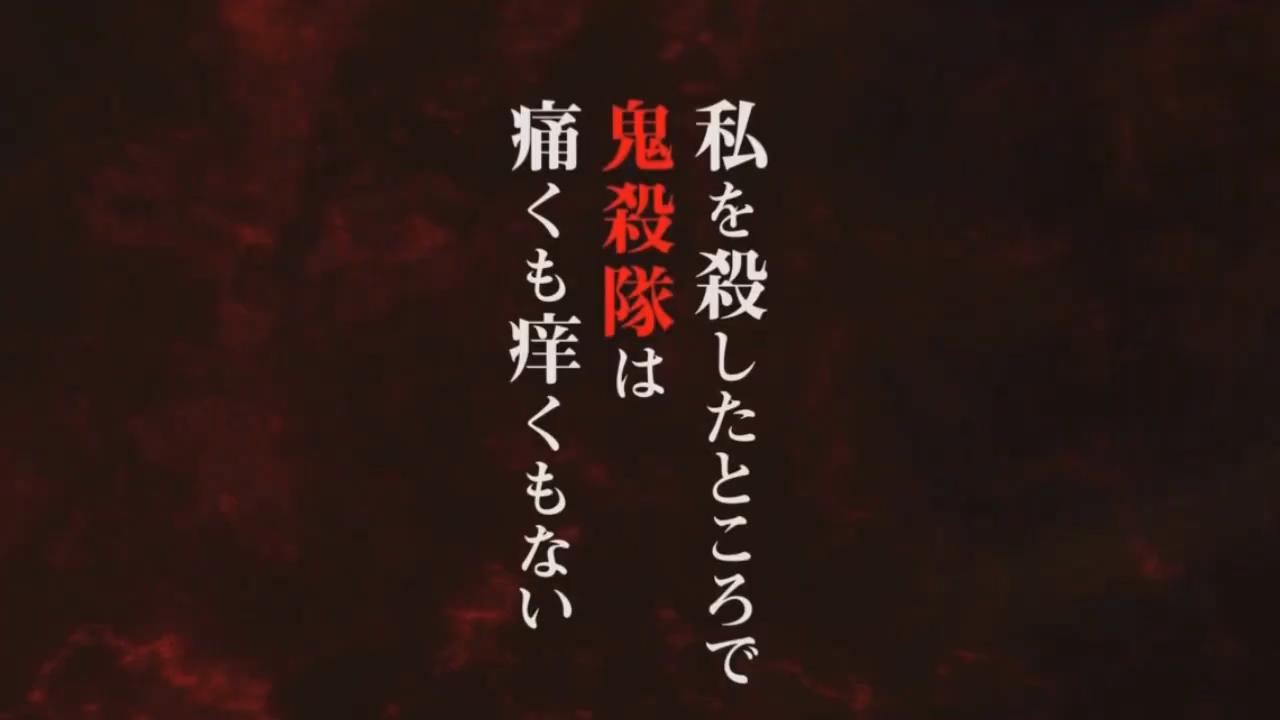 私を殺したところで
鬼殺隊は
痛くも痒くもない